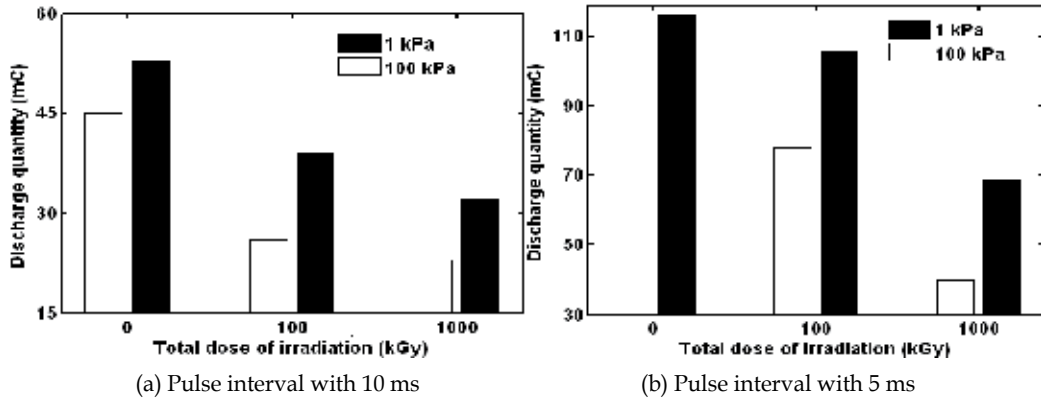 60
45
30
15
Discharge quantity (mC)
1 kPa
100 kPa
0
100
1000
Total dose of irradiation (kGy)
(a) Pulse interval with 10 ms
110
90
70
50
30
Discharge quantity (mC)
1 kPa
100 kPa
0
100
1000
Total dose of irradiation (kGy)
(b) Pulse interval with 5 ms